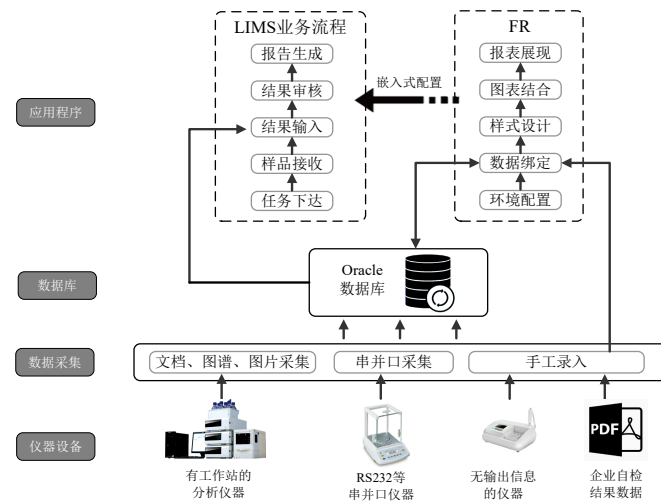 LIMS业务流程
FR
报告生成
报表展现
结果审核
嵌入式配置
图表结合
应用程序
结果输入
样式设计
样品接收
数据绑定
任务下达
环境配置
Oracle
数据库
数据库
数据采集
文档、图谱、图片采集
串并口采集
手工录入
仪器设备
PDF
有工作站的
分析仪器
RS232等
串并口仪器
无输出信息
的仪器
企业自检
结果数据